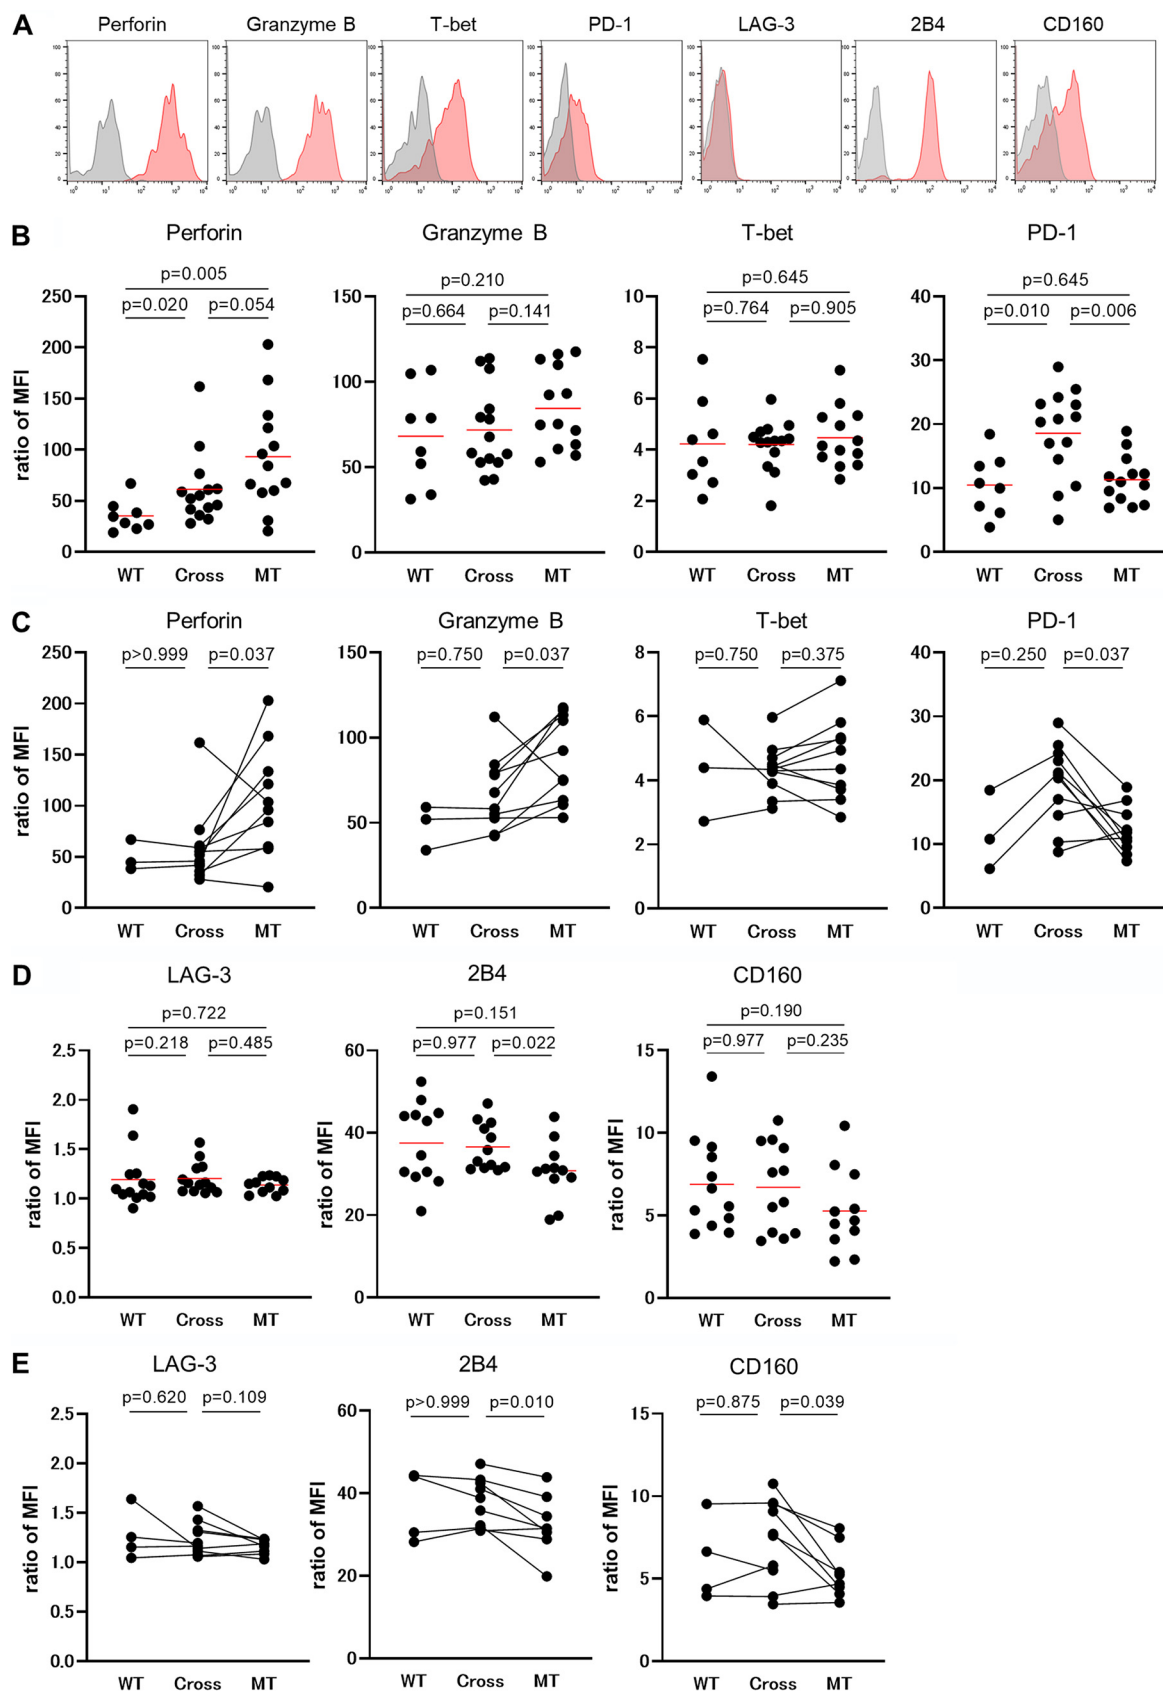 A Perforin Granzyme B T-bet PD-1 LAG-3 2B4 CD160
B Perforin Granzyme B T-bet PD-1
p=0.005 p=0.210 p=0.645 p=0.645
p=0.020 p=0.054 p=0.664 p=0.141 p=0.764 p=0.905 p=0.010 p=0.006
ratio of MFI
250 200 150 100 50 0
150 100 50 0
10 8 6 4 2 0
40 30 20 10 0
WT Cross MT WT Cross MT WT Cross MT WT Cross MT
C Perforin Granzyme B T-bet PD-1
p>0.999 p=0.037 p=0.750 p=0.037 p=0.750 p=0.375 p=0.250 p=0.037
ratio of MFI
250 200 150 100 50 0
150 100 50 0
8 6 4 2 0
40 30 20 10 0
WT Cross MT WT Cross MT WT Cross MT WT Cross MT
D LAG-3 2B4 CD160
p=0.722 p=0.151 p=0.190
p=0.218 p=0.485 p=0.977 p=0.022 p=0.977 p=0.235
ratio of MFI ratio of MFI ratio of MFI
2.5 2.0 1.5 1.0 0.5 0.0
60 40 20 0
15 10 5 0
WT Cross MT WT Cross MT WT Cross MT
E LAG-3 2B4 CD160
p=0.620 p=0.109 p>0.999 p=0.010 p=0.875 p=0.039
ratio of MFI ratio of MFI ratio of MFI
2.5 2.0 1.5 1.0 0.5 0.0
60 40 20 0
15 10 5 0
WT Cross MT WT Cross MT WT Cross MT